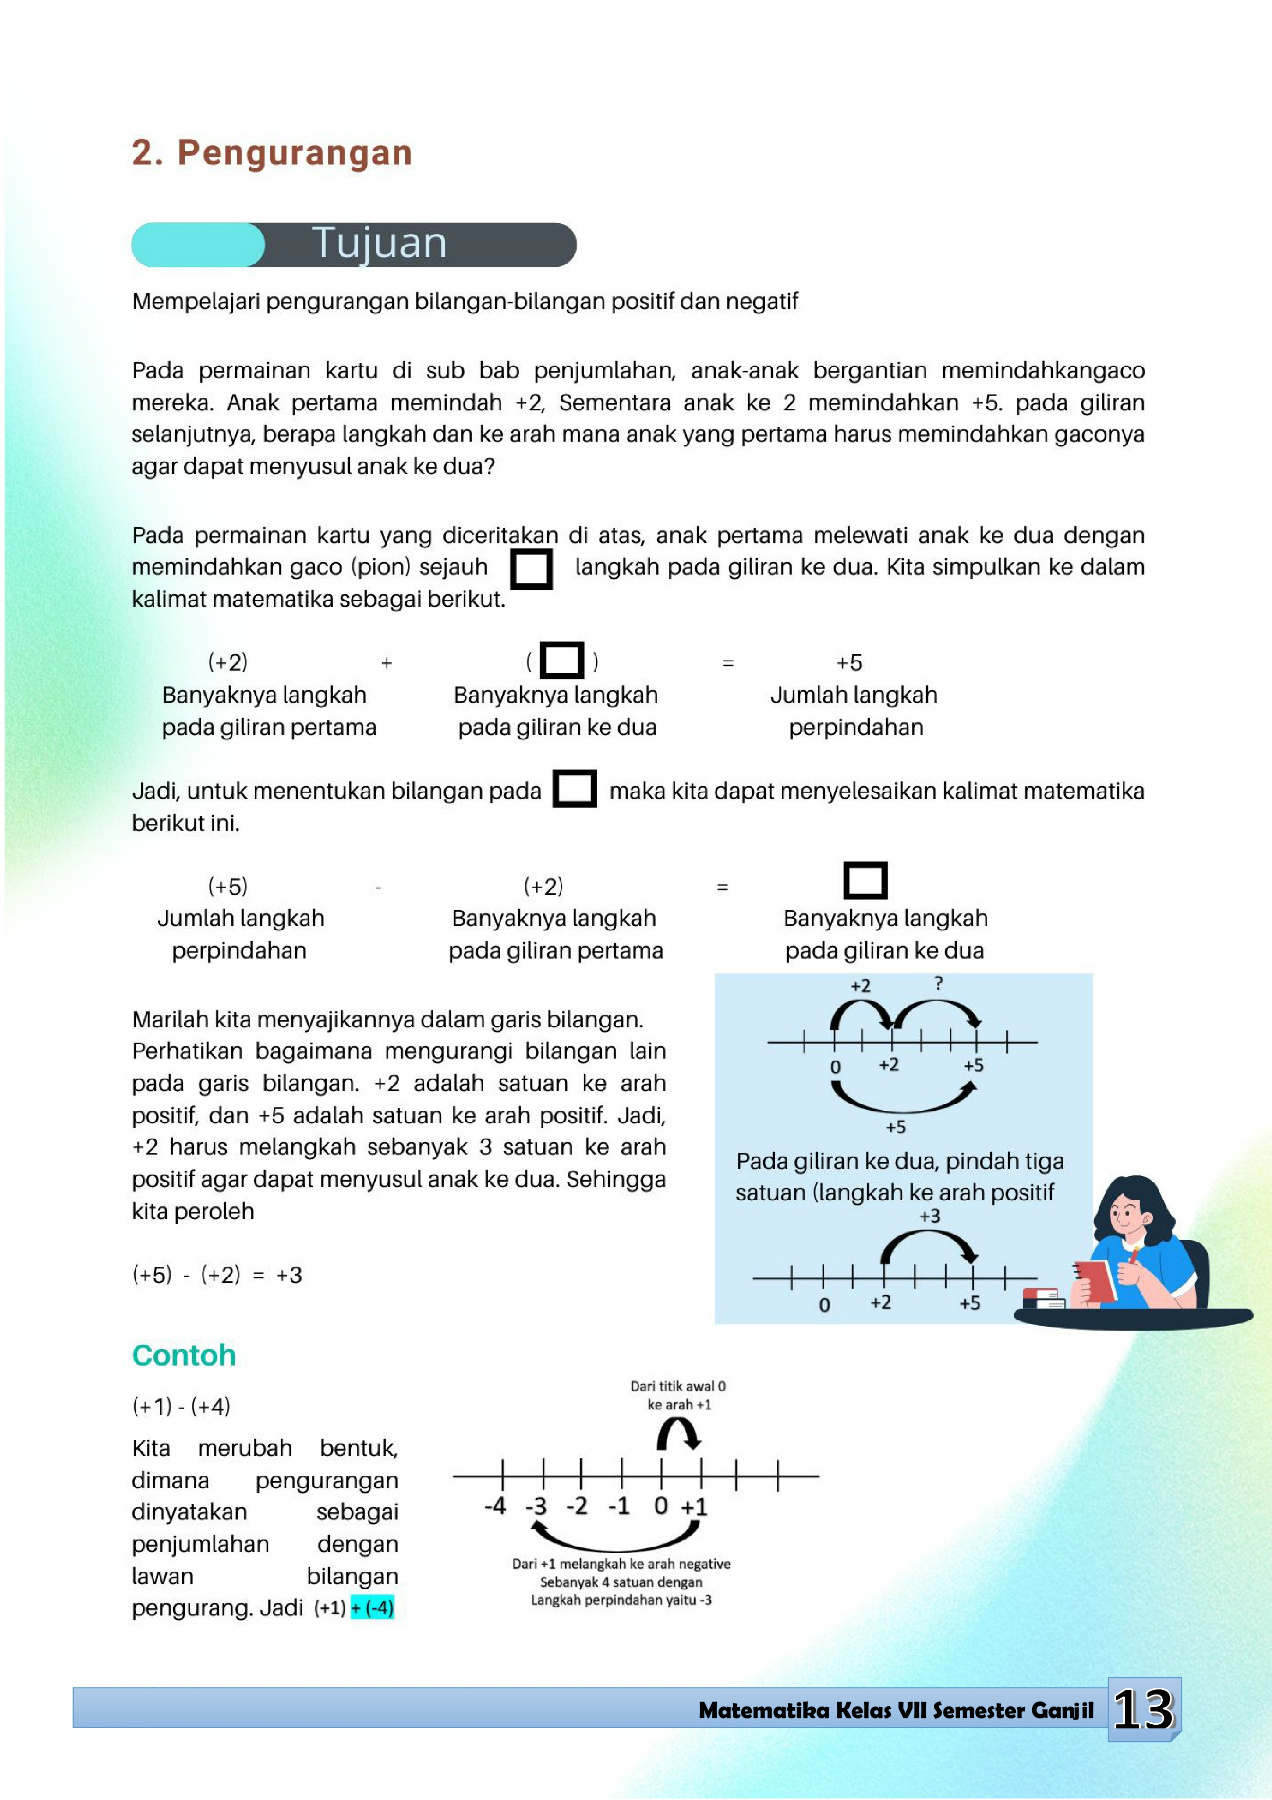 2. Pengurangan
Tujuan
Mempelajari pengurangan bilangan-bilangan positif dan negatif
Pada permainan kartu di sub bab penjumlahan, anak-anak bergantian memindahkangaco
mereka. Anak pertama memindah +2, Sementara anak ke 2 memindahkan +5. pada giliran
selanjutnya, berapa langkah dan ke arah mana anak yang pertama harus memindahkan gaconya
agar dapat menyusul anak ke dua?
Pada permainan kartu yang diceritakan di atas, anak pertama melewati anak ke dua dengan
memindahkan gaco (pion) sejauh langkah pada giliran ke dua. Kita simpulkan ke dalam
kalimat matematika sebagai berikut.
(+2) + ( ) = +5
Banyaknya langkah Banyaknya langkah Jumlah langkah
pada giliran pertama pada giliran ke dua perpindahan
Jadi, untuk menentukan bilangan pada maka kita dapat menyelesaikan kalimat matematika
berikut ini.
(+5) - (+2) =
Jumlah langkah Banyaknya langkah Banyaknya langkah
perpindahan pada giliran pertama pada giliran ke dua
Marilah kita menyajikannya dalam garis bilangan.
Perhatikan bagaimana mengurangi bilangan lain
pada garis bilangan. +2 adalah satuan ke arah
positif, dan +5 adalah satuan ke arah positif. Jadi,
+2 harus melangkah sebanyak 3 satuan ke arah
positif agar dapat menyusul anak ke dua. Sehingga
kita peroleh
(+5) - (+2) = +3
+2 ?
0 +2 +5
+5
Pada giliran ke dua, pindah tiga
satuan (langkah ke arah positif
+3
0 +2 +5
Contoh
(+1) - (+4)
Kita merubah bentuk,
dimana pengurangan
dinyatakan sebagai
penjumlahan dengan
lawan bilangan
pengurang. Jadi (+1) + (-4)
Dari titik awal 0
ke arah +1
-4 -3 -2 -1 0 +1
Dari +1 melangkah ke arah negative
Sebanyak 4 satuan dengan
Langkah perpindahan yaitu -3
Matematika Kelas VII Semester Ganjil 13